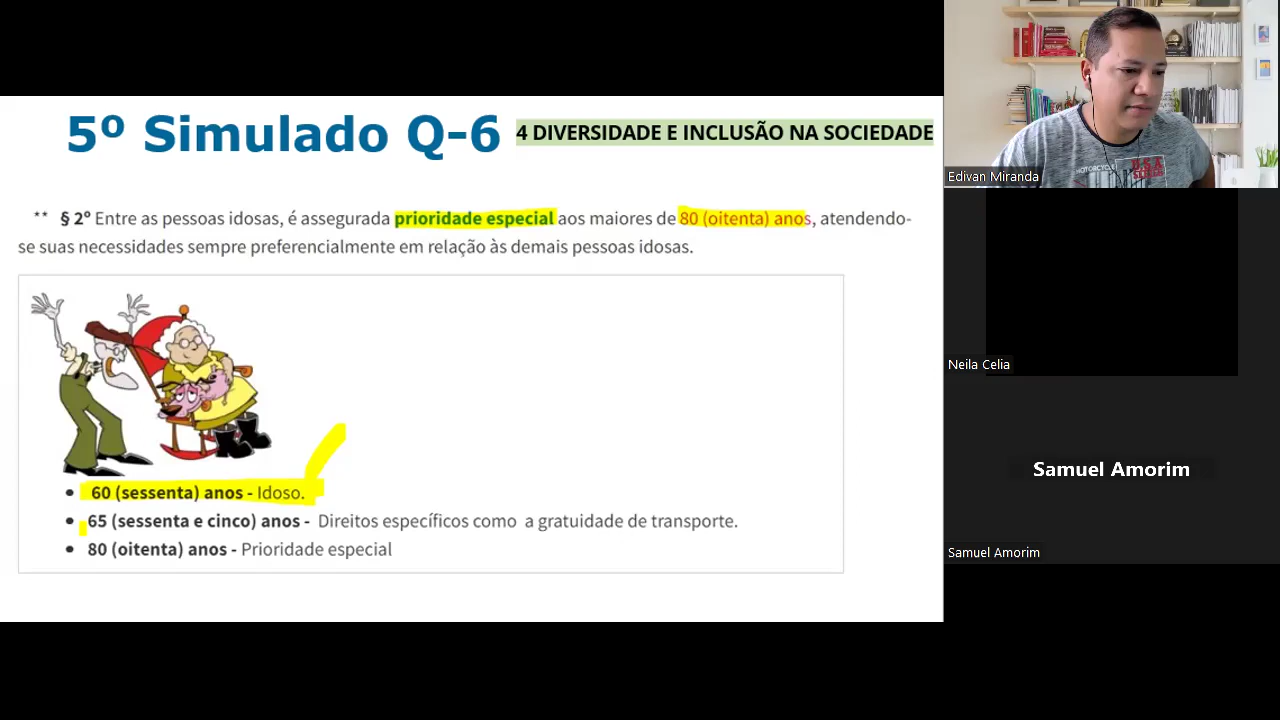 5º Simulado Q-6
4 DIVERSIDADE E INCLUSÃO NA SOCIEDADE
** § 2º Entre as pessoas idosas, é assegurada prioridade especial aos maiores de 80 (oitenta) anos, atendendo-
se suas necessidades sempre preferencialmente em relação às demais pessoas idosas.
• 60 (sessenta) anos - Idoso.
• 65 (sessenta e cinco) anos - Direitos específicos como a gratuidade de transporte.
• 80 (oitenta) anos - Prioridade especial
MOTORCYCLE
USA
Edivan Miranda
Neila Celia
Samuel Amorim
Samuel Amorim